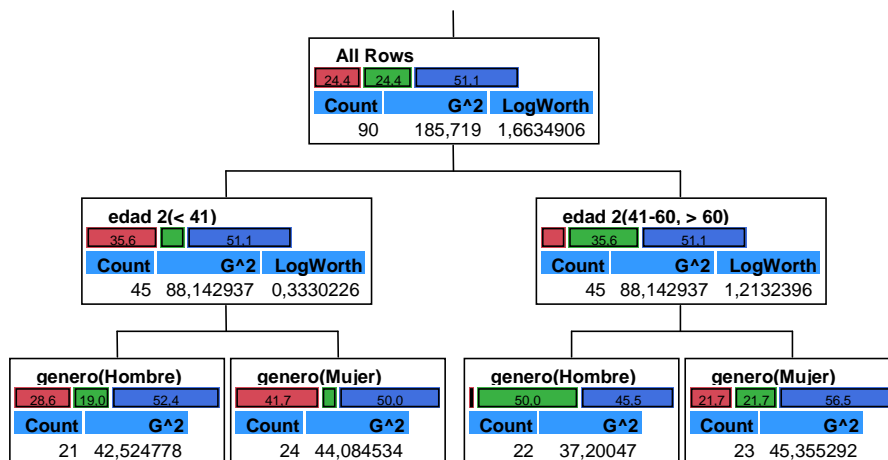 All Rows
24.4 24.4 51.1
Count G^2 LogWorth
90 185,719 1,6634906
edad 2(< 41)
35.6 51.1
Count G^2 LogWorth
45 88,142937 0,3330226
edad 2(41-60, > 60)
35.6 51.1
Count G^2 LogWorth
45 88,142937 1,2132396
genero(Hombre)
28.6 19.0 52.4
Count G^2
21 42,524778
genero(Mujer)
41.7 50.0
Count G^2
24 44,084534
genero(Hombre)
50.0 45.5
Count G^2
22 37,20047
genero(Mujer)
21.7 21.7 56.5
Count G^2
23 45,355292